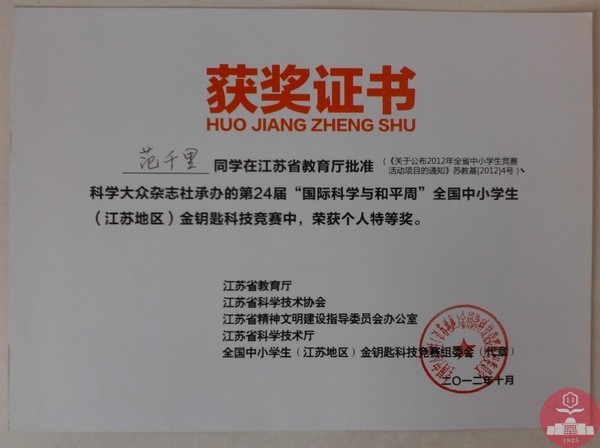 获奖证书
HUO JIANG ZHENG SHU
范千里 同学在江苏省教育厅批准（《关于公布2012年全省中小学生竞赛
活动项目的通知》苏教基[2012]4号）、
科学大众杂志社承办的第24届“国际科学与和平周”全国中小学生
（江苏地区）金钥匙科技竞赛中，荣获个人特等奖。
江苏省教育厅
江苏省科学技术协会
江苏省精神文明建设指导委员会办公室
江苏省科学技术厅
全国中小学生（江苏地区）金钥匙科技竞赛组委会（代章）
二〇一二年十月
1925